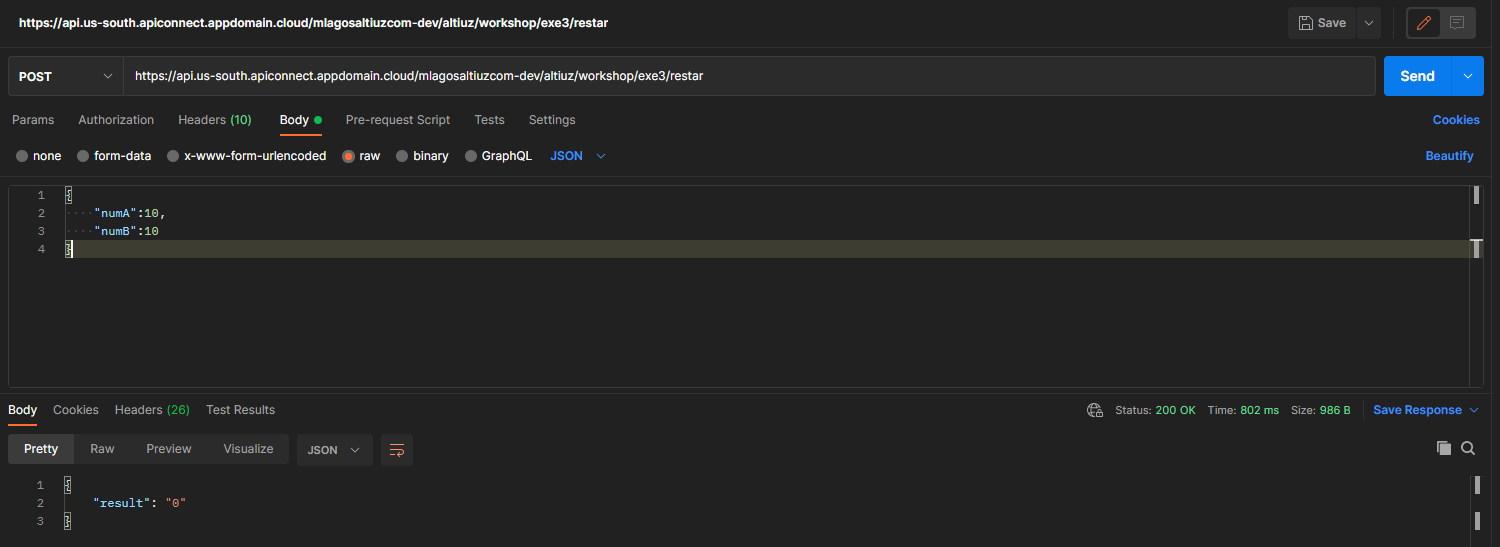 https://api.us-south.apiconnect.appdomain.cloud/mlagosaltiuzcom-dev/altiuz/workshop/exe3/restar
Save
POST https://api.us-south.apiconnect.appdomain.cloud/mlagosaltiuzcom-dev/altiuz/workshop/exe3/restar Send
Params Authorization Headers (10) Body Pre-request Script Tests Settings Cookies
none form-data x-www-form-urlencoded raw binary GraphQL JSON Beautify
1 {
2 ····"numA":10,
3 ····"numB":10
4 }
Body Cookies Headers (26) Test Results Status: 200 OK Time: 802 ms Size: 986 B Save Response
Pretty Raw Preview Visualize JSON
1 {
2 "result": "0"
3 }